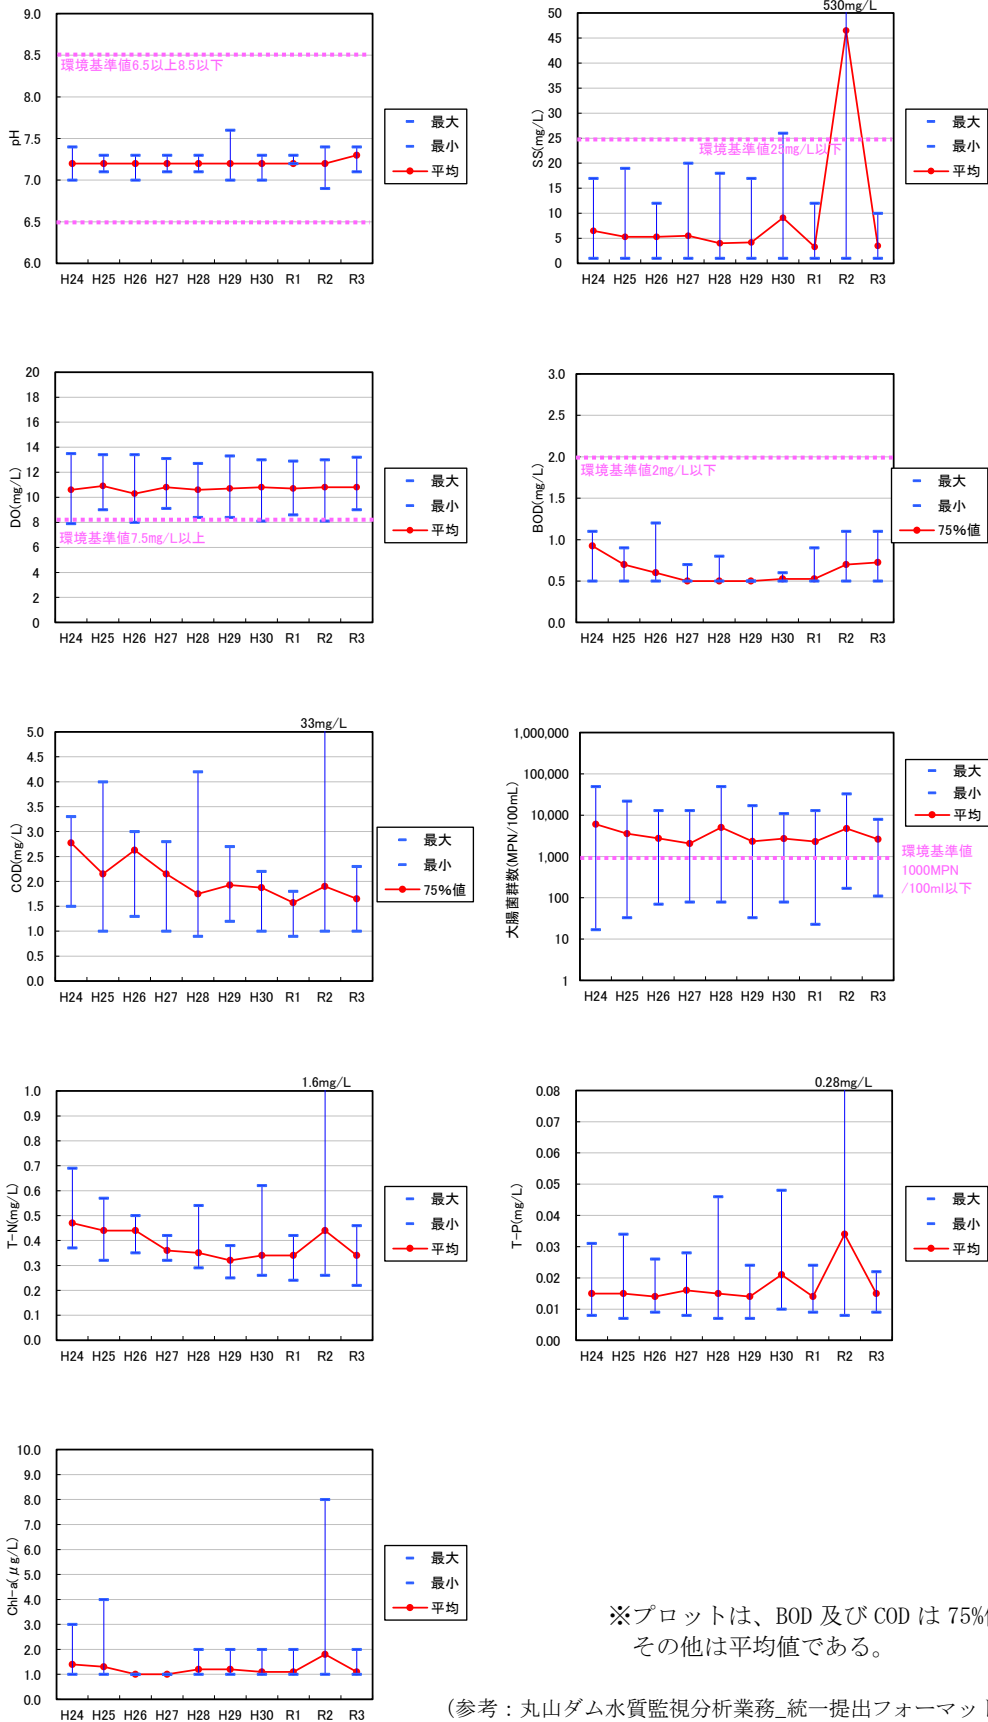 9.0
8.5
8.0
7.5
7.0
6.5
6.0
pH
環境基準値6.5以上8.5以下
H24 H25 H26 H27 H28 H29 H30 R1 R2 R3
最大
最小
平均
530mg/L
50
45
40
35
30
25
20
15
10
5
0
SS(mg/L)
環境基準値25mg/L以下
H24 H25 H26 H27 H28 H29 H30 R1 R2 R3
最大
最小
平均
20
18
16
14
12
10
8
6
4
2
0
DO(mg/L)
環境基準値7.5mg/L以上
H24 H25 H26 H27 H28 H29 H30 R1 R2 R3
最大
最小
平均
3.0
2.5
2.0
1.5
1.0
0.5
0.0
BOD(mg/L)
環境基準値2mg/L以下
H24 H25 H26 H27 H28 H29 H30 R1 R2 R3
最大
最小
75%値
33mg/L
5.0
4.5
4.0
3.5
3.0
2.5
2.0
1.5
1.0
0.5
0.0
COD(mg/L)
H24 H25 H26 H27 H28 H29 H30 R1 R2 R3
最大
最小
75%値
1,000,000
100,000
10,000
1,000
100
10
1
大腸菌群数(MPN/100mL)
H24 H25 H26 H27 H28 H29 H30 R1 R2 R3
最大
最小
平均
環境基準値
1000MPN
/100ml以下
1.6mg/L
1.0
0.9
0.8
0.7
0.6
0.5
0.4
0.3
0.2
0.1
0.0
T-N(mg/L)
H24 H25 H26 H27 H28 H29 H30 R1 R2 R3
最大
最小
平均
0.28mg/L
0.08
0.07
0.06
0.05
0.04
0.03
0.02
0.01
0.00
T-P(mg/L)
H24 H25 H26 H27 H28 H29 H30 R1 R2 R3
最大
最小
平均
10.0
9.0
8.0
7.0
6.0
5.0
4.0
3.0
2.0
1.0
0.0
Chl-a(μg/L)
H24 H25 H26 H27 H28 H29 H30 R1 R2 R3
最大
最小
平均
※プロットは、BOD 及び COD は 75%
その他は平均値である。
(参考：丸山ダム水質監視分析業務_統一提出フォーマット